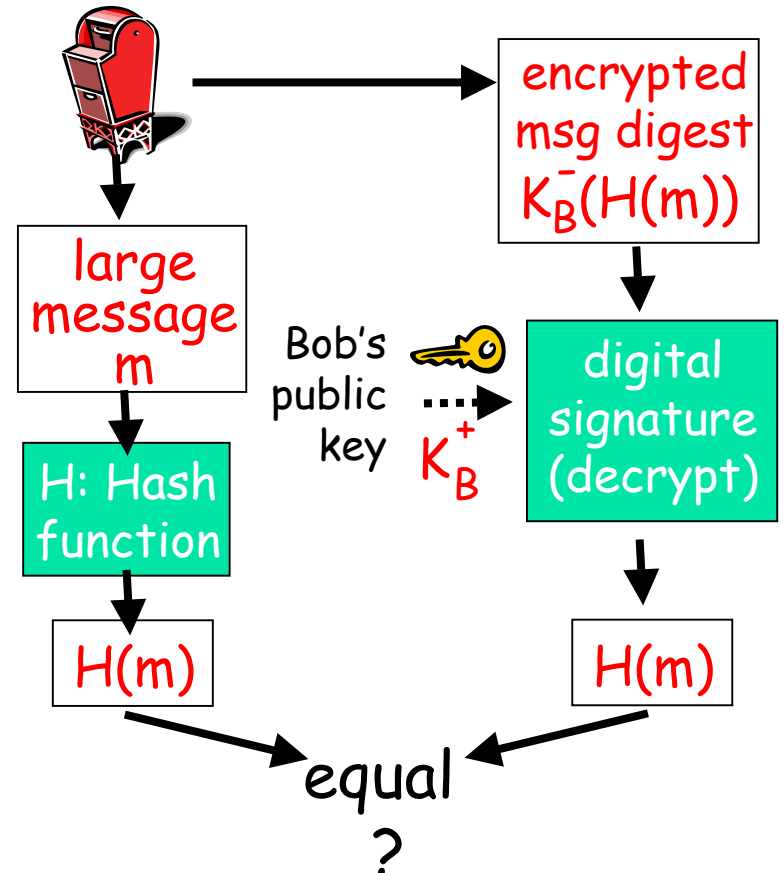 encrypted
msg digest
K_B^-(H(m))
large
message
m
Bob's
public
key
K_B^+
digital
signature
(decrypt)
H: Hash
function
H(m)
H(m)
equal
?